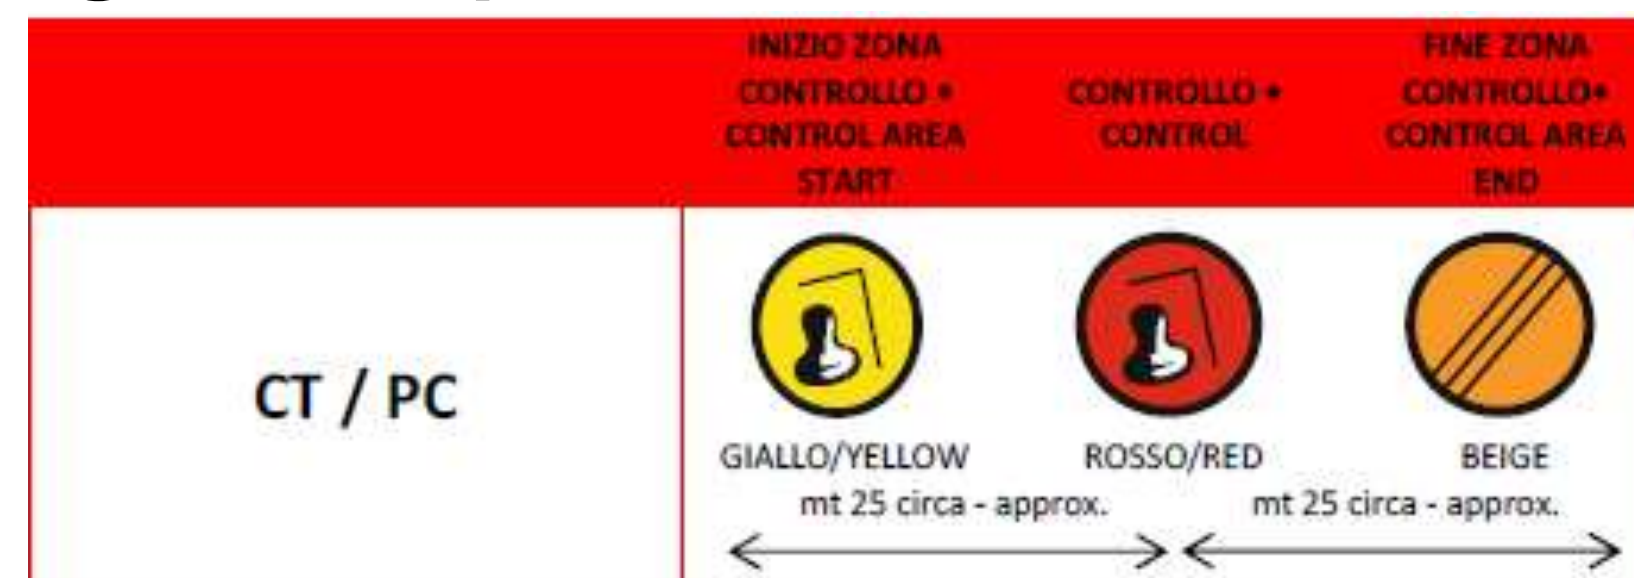 INIZIO ZONA
CONTROLLO •
CONTROL AREA
START
CONTROLLO •
CONTROL
FINE ZONA
CONTROLLO•
CONTROL AREA
END
CT / PC
GIALLO/YELLOW
ROSSO/RED
BEIGE
mt 25 circa - approx.
mt 25 circa - approx.